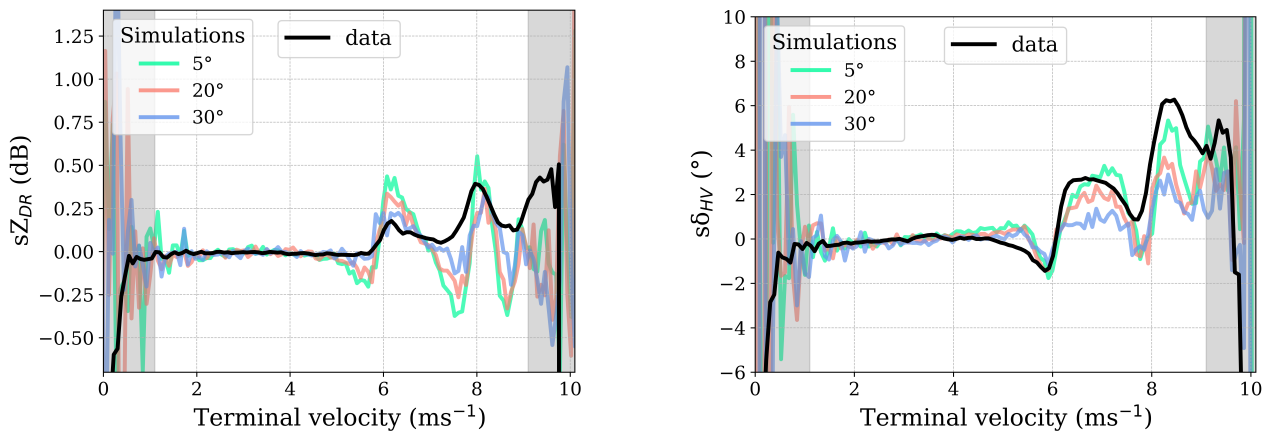 1.25
1.00
0.75
0.50
0.25
0.00
−0.25
−0.50
sZ_DR (dB)
Simulations
5°
20°
30°
data
0 2 4 6 8 10
Terminal velocity (ms⁻¹)
10
8
6
4
2
0
−2
−4
−6
sδ_HV (°)
Simulations
5°
20°
30°
data
0 2 4 6 8 10
Terminal velocity (ms⁻¹)